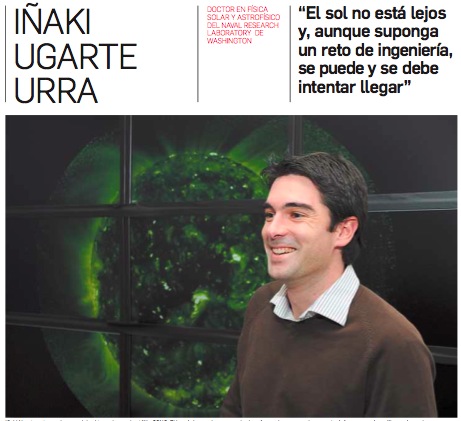 IÑAKI
UGARTE
URRA
DOCTOR EN FÍSICA
SOLAR Y ASTROFÍSICO
DEL NAVAL RESEARCH
LABORATORY DE
WASHINGTON
“El sol no está lejos
y, aunque suponga
un reto de ingeniería,
se puede y se debe
intentar llegar”